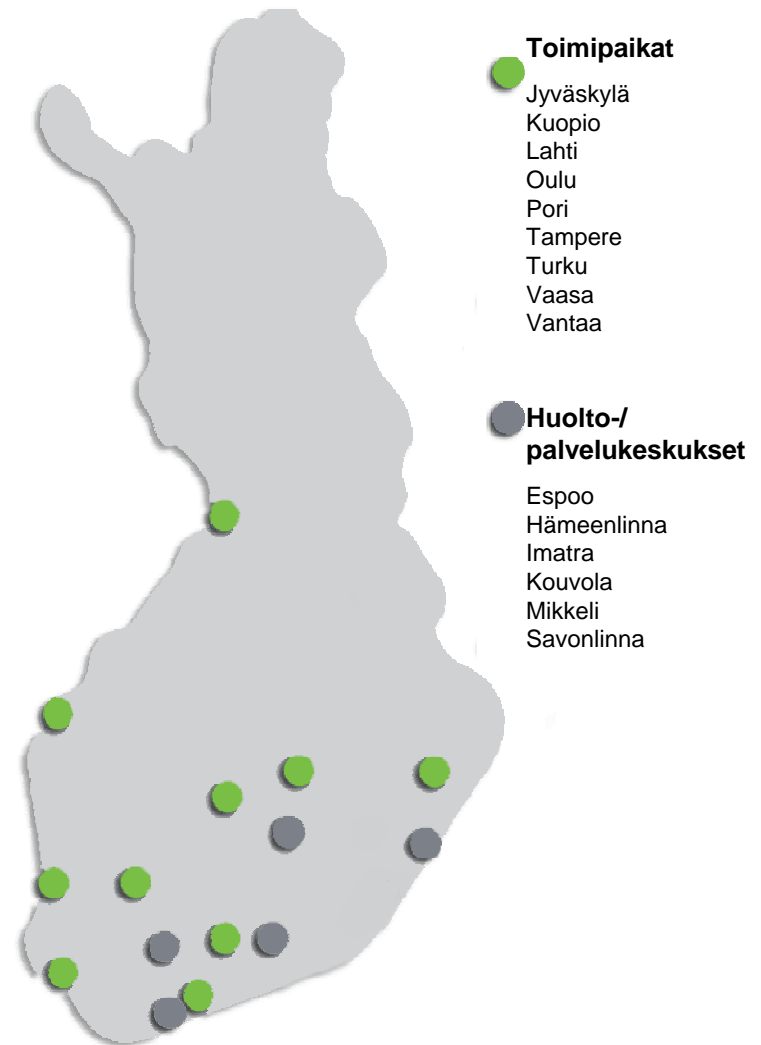 Toimipaikat
Jyväskylä
Kuopio
Lahti
Oulu
Pori
Tampere
Turku
Vaasa
Vantaa
Huolto-/
palvelukeskukset
Espoo
Hämeenlinna
Imatra
Kouvola
Mikkeli
Savonlinna